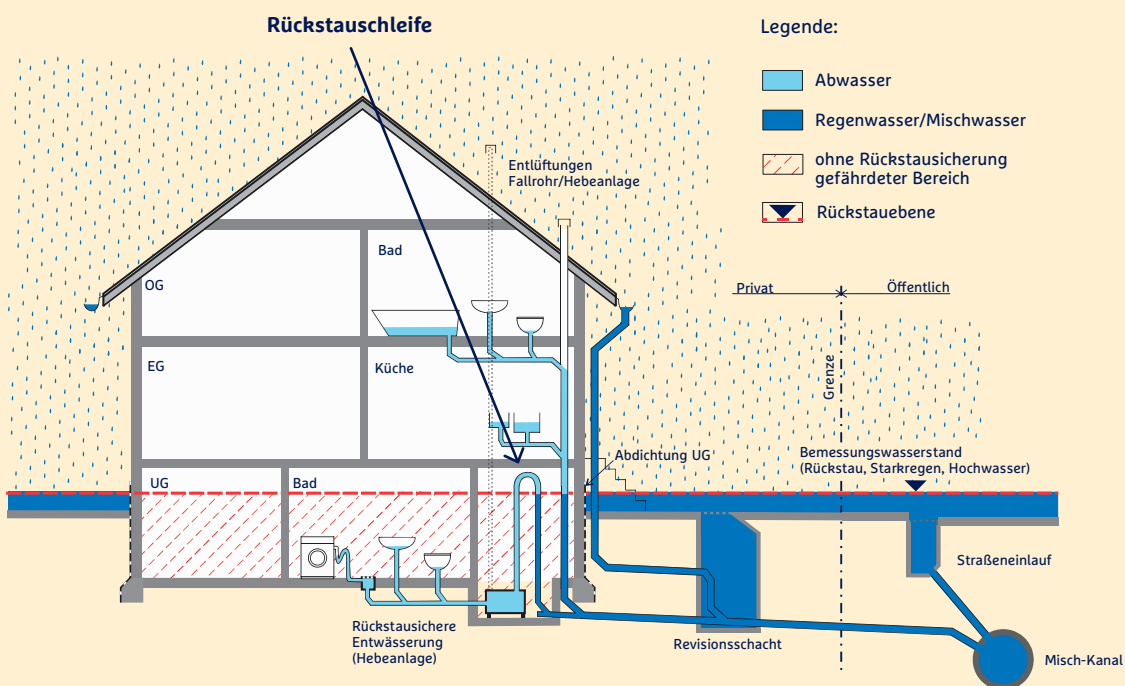 Rückstauschleife
Legende:
Abwasser
Regenwasser/Mischwasser
ohne Rückstausicherung
gefährdeter Bereich
Rückstauebene
Entlüftungen
Fallrohr/Hebeanlage
Bad
OG
Privat
Öffentlich
Grenze
EG
Küche
Abdichtung UG
Bemessungswasserstand
(Rückstau, Starkregen, Hochwasser)
UG
Bad
Straßeneinlauf
Rückstausichere
Entwässerung
(Hebeanlage)
Revisionsschacht
Misch-Kanal